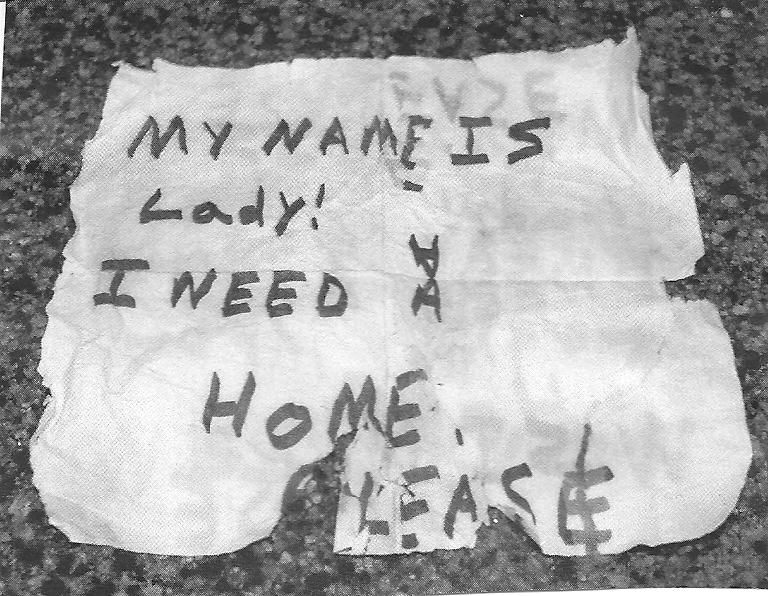 MY NAME IS
Lady!
I NEED A
HOME.
PLEASE